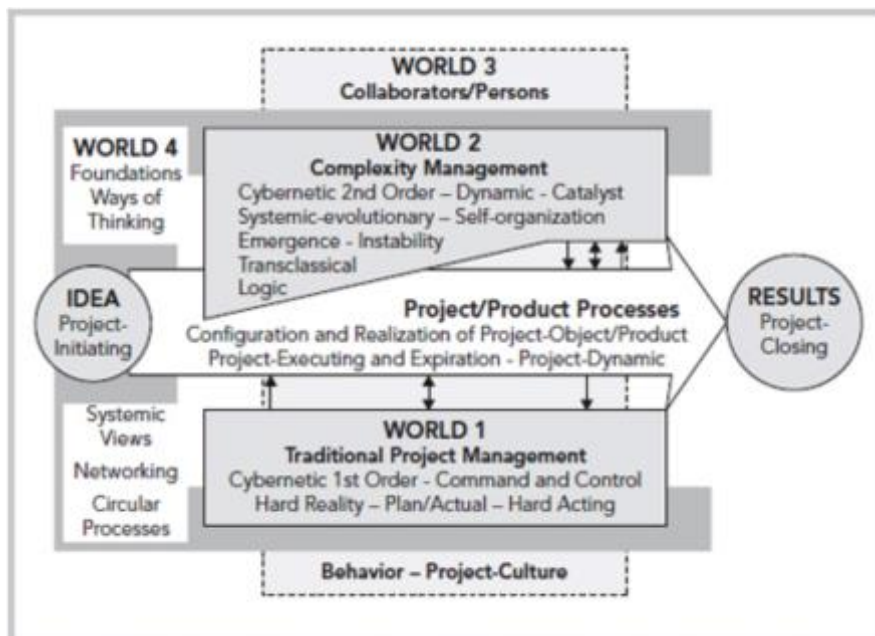 WORLD 3
Collaborators/Persons
WORLD 4
Foundations
Ways of
Thinking
WORLD 2
Complexity Management
Cybernetic 2nd Order – Dynamic - Catalyst
Systemic-evolutionary – Self-organization
Emergence - Instability
Transclassical
Logic
IDEA
Project-
Initiating
Project/Product Processes
Configuration and Realization of Project-Object/Product
Project-Executing and Expiration - Project-Dynamic
RESULTS
Project-
Closing
Systemic
Views
Networking
Circular
Processes
WORLD 1
Traditional Project Management
Cybernetic 1st Order - Command and Control
Hard Reality – Plan/Actual – Hard Acting
Behavior – Project-Culture